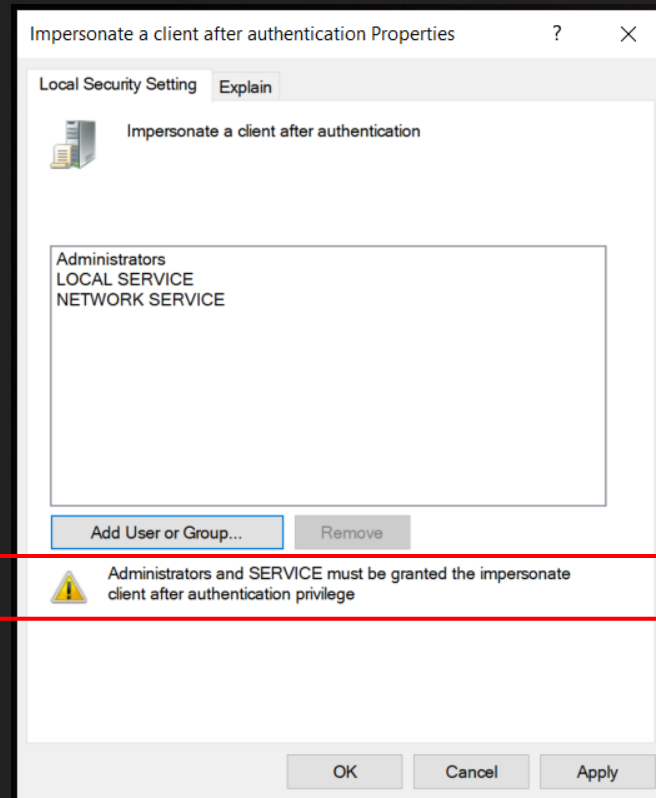 Impersonate a client after authentication Properties ?
Local Security Setting Explain
Impersonate a client after authentication
Administrators
LOCAL SERVICE
NETWORK SERVICE
Add User or Group... Remove
Administrators and SERVICE must be granted the impersonate
client after authentication privilege
OK Cancel Apply